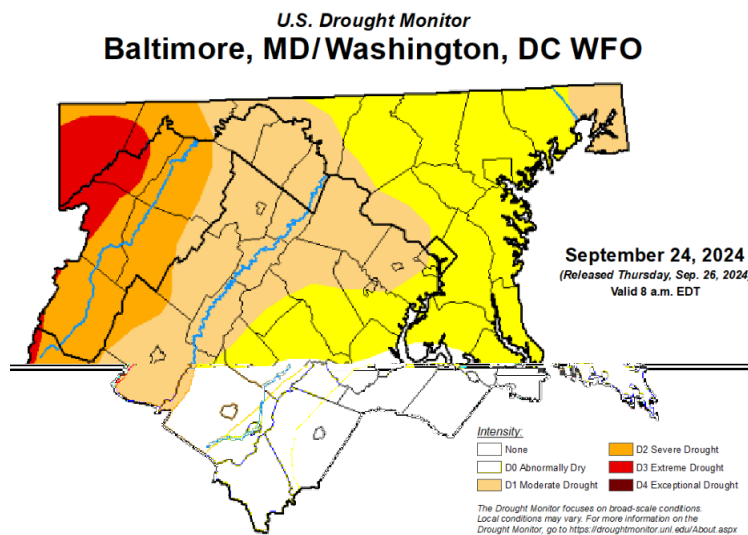 U.S. Drought Monitor
Baltimore, MD/Washington, DC WFO
September 24, 2024
(Released Thursday, Sep. 26, 2024)
Valid 8 a.m. EDT
Intensity:
None
D0 Abnormally Dry
D1 Moderate Drought
D2 Severe Drought
D3 Extreme Drought
D4 Exceptional Drought
The Drought Monitor focuses on broad-scale conditions.
Local conditions may vary. For more information on the
Drought Monitor, go to https://droughtmonitor.unl.edu/About.aspx